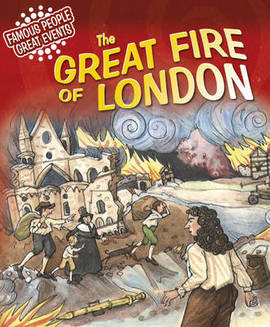 FAMOUS PEOPLE
GREAT EVENTS
The
GREAT FIRE
OF LONDON